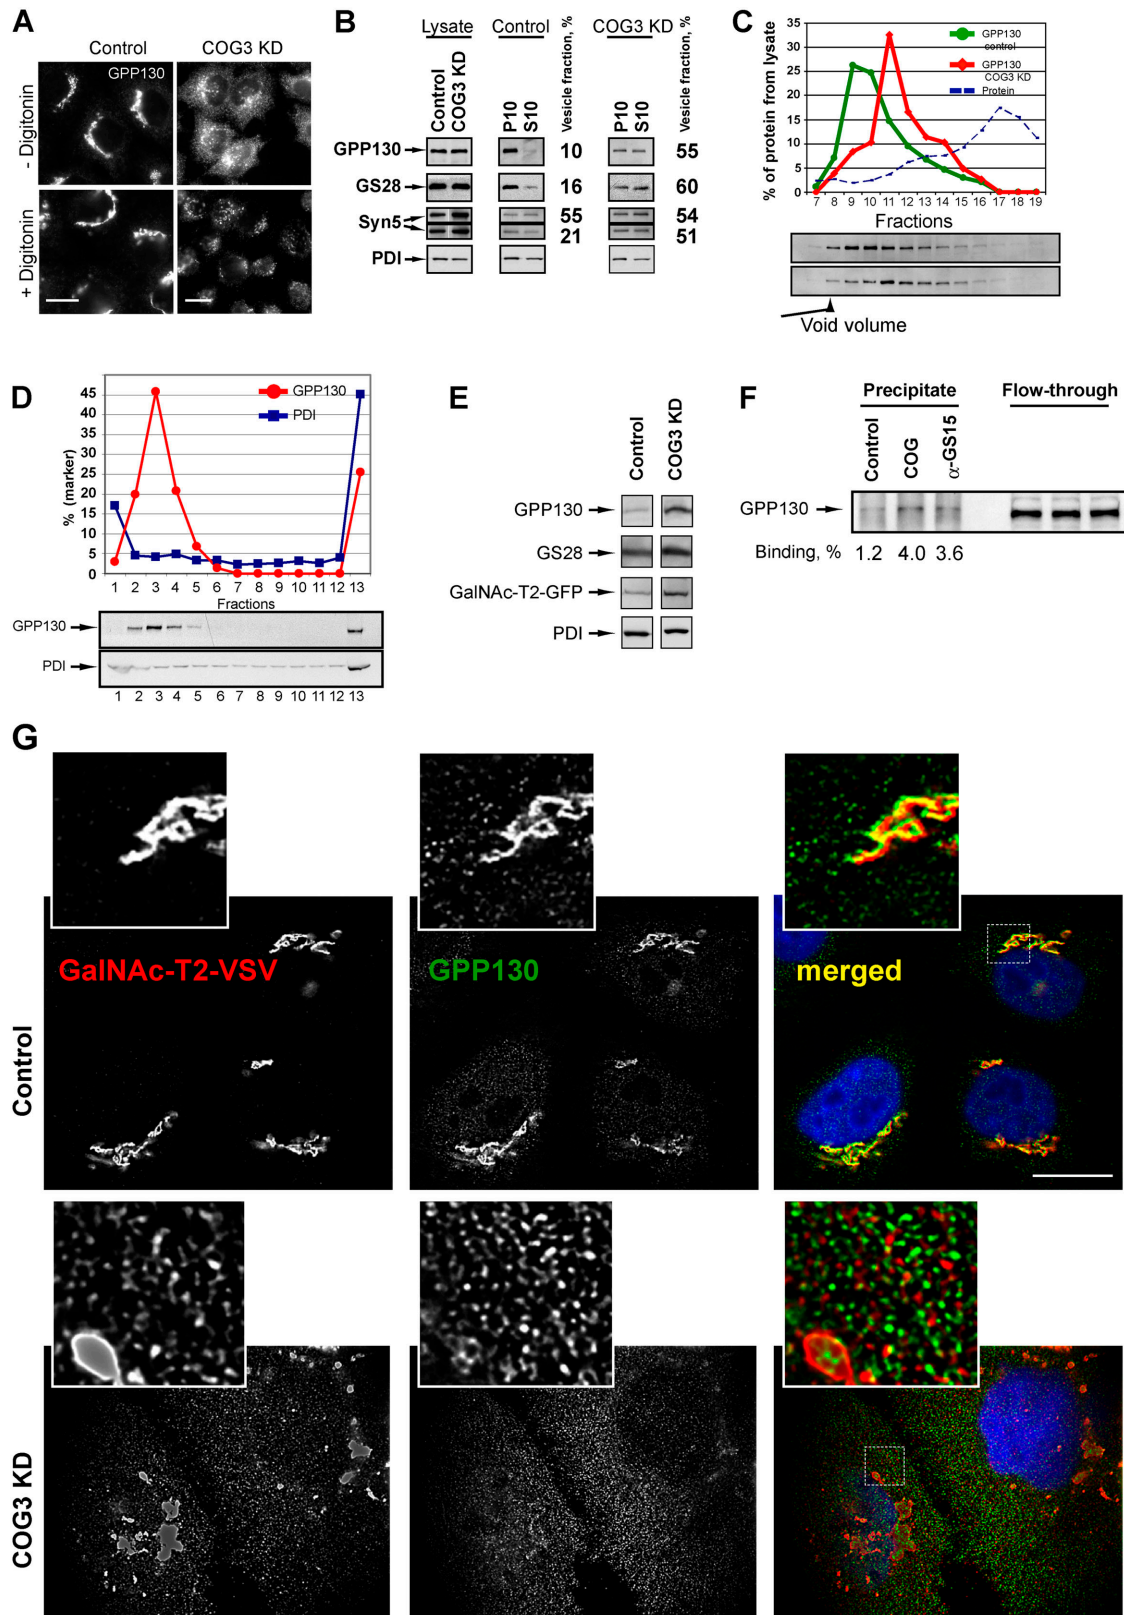 A
Control
COG3 KD
GPP130
- Digitonin
+ Digitonin
B
Lysate
Control
COG3 KD
Control
COG3 KD
P10
S10
Vesicle fraction, %
P10
S10
Vesicle fraction, %
GPP130
10
55
GS28
16
60
Syn5
55
54
21
51
PDI
C
% of protein from lysate
35
30
25
20
15
10
5
0
GPP130
control
GPP130
COG3 KD
Protein
7 8 9 10 11 12 13 14 15 16 17 18 19
Fractions
Void volume
D
% (marker)
45
40
35
30
25
20
15
10
5
0
GPP130
PDI
1 2 3 4 5 6 7 8 9 10 11 12 13
Fractions
GPP130
PDI
1 2 3 4 5 6 7 8 9 10 11 12 13
E
Control
COG3 KD
GPP130
GS28
GalNAc-T2-GFP
PDI
F
Precipitate
Flow-through
Control
COG
α-GS15
GPP130
Binding, % 1.2 4.0 3.6
G
Control
GalNAc-T2-VSV
GPP130
merged
COG3 KD